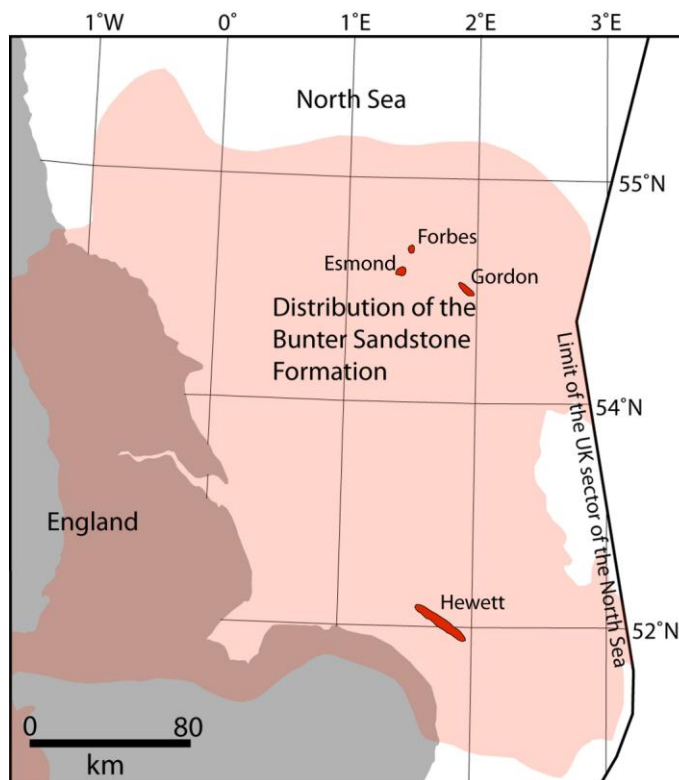 1˚W 0˚ 1˚E 2˚E 3˚E
North Sea
55˚N
Forbes
Esmond
Gordon
Distribution of the
Bunter Sandstone
Formation
Limit of the UK sector of the North Sea
54˚N
England
Hewett
52˚N
0 80
km